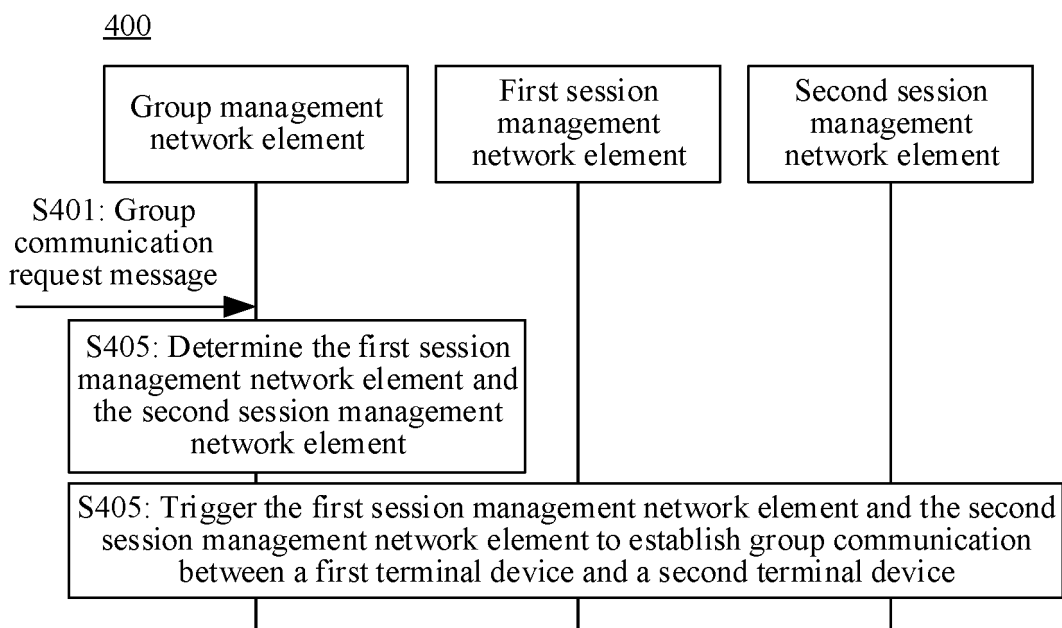 400
Group management
network element
First session
management
network element
Second session
management
network element
S401: Group
communication
request message
S405: Determine the first session
management network element and
the second session management
network element
S405: Trigger the first session management network element and the second
session management network element to establish group communication
between a first terminal device and a second terminal device